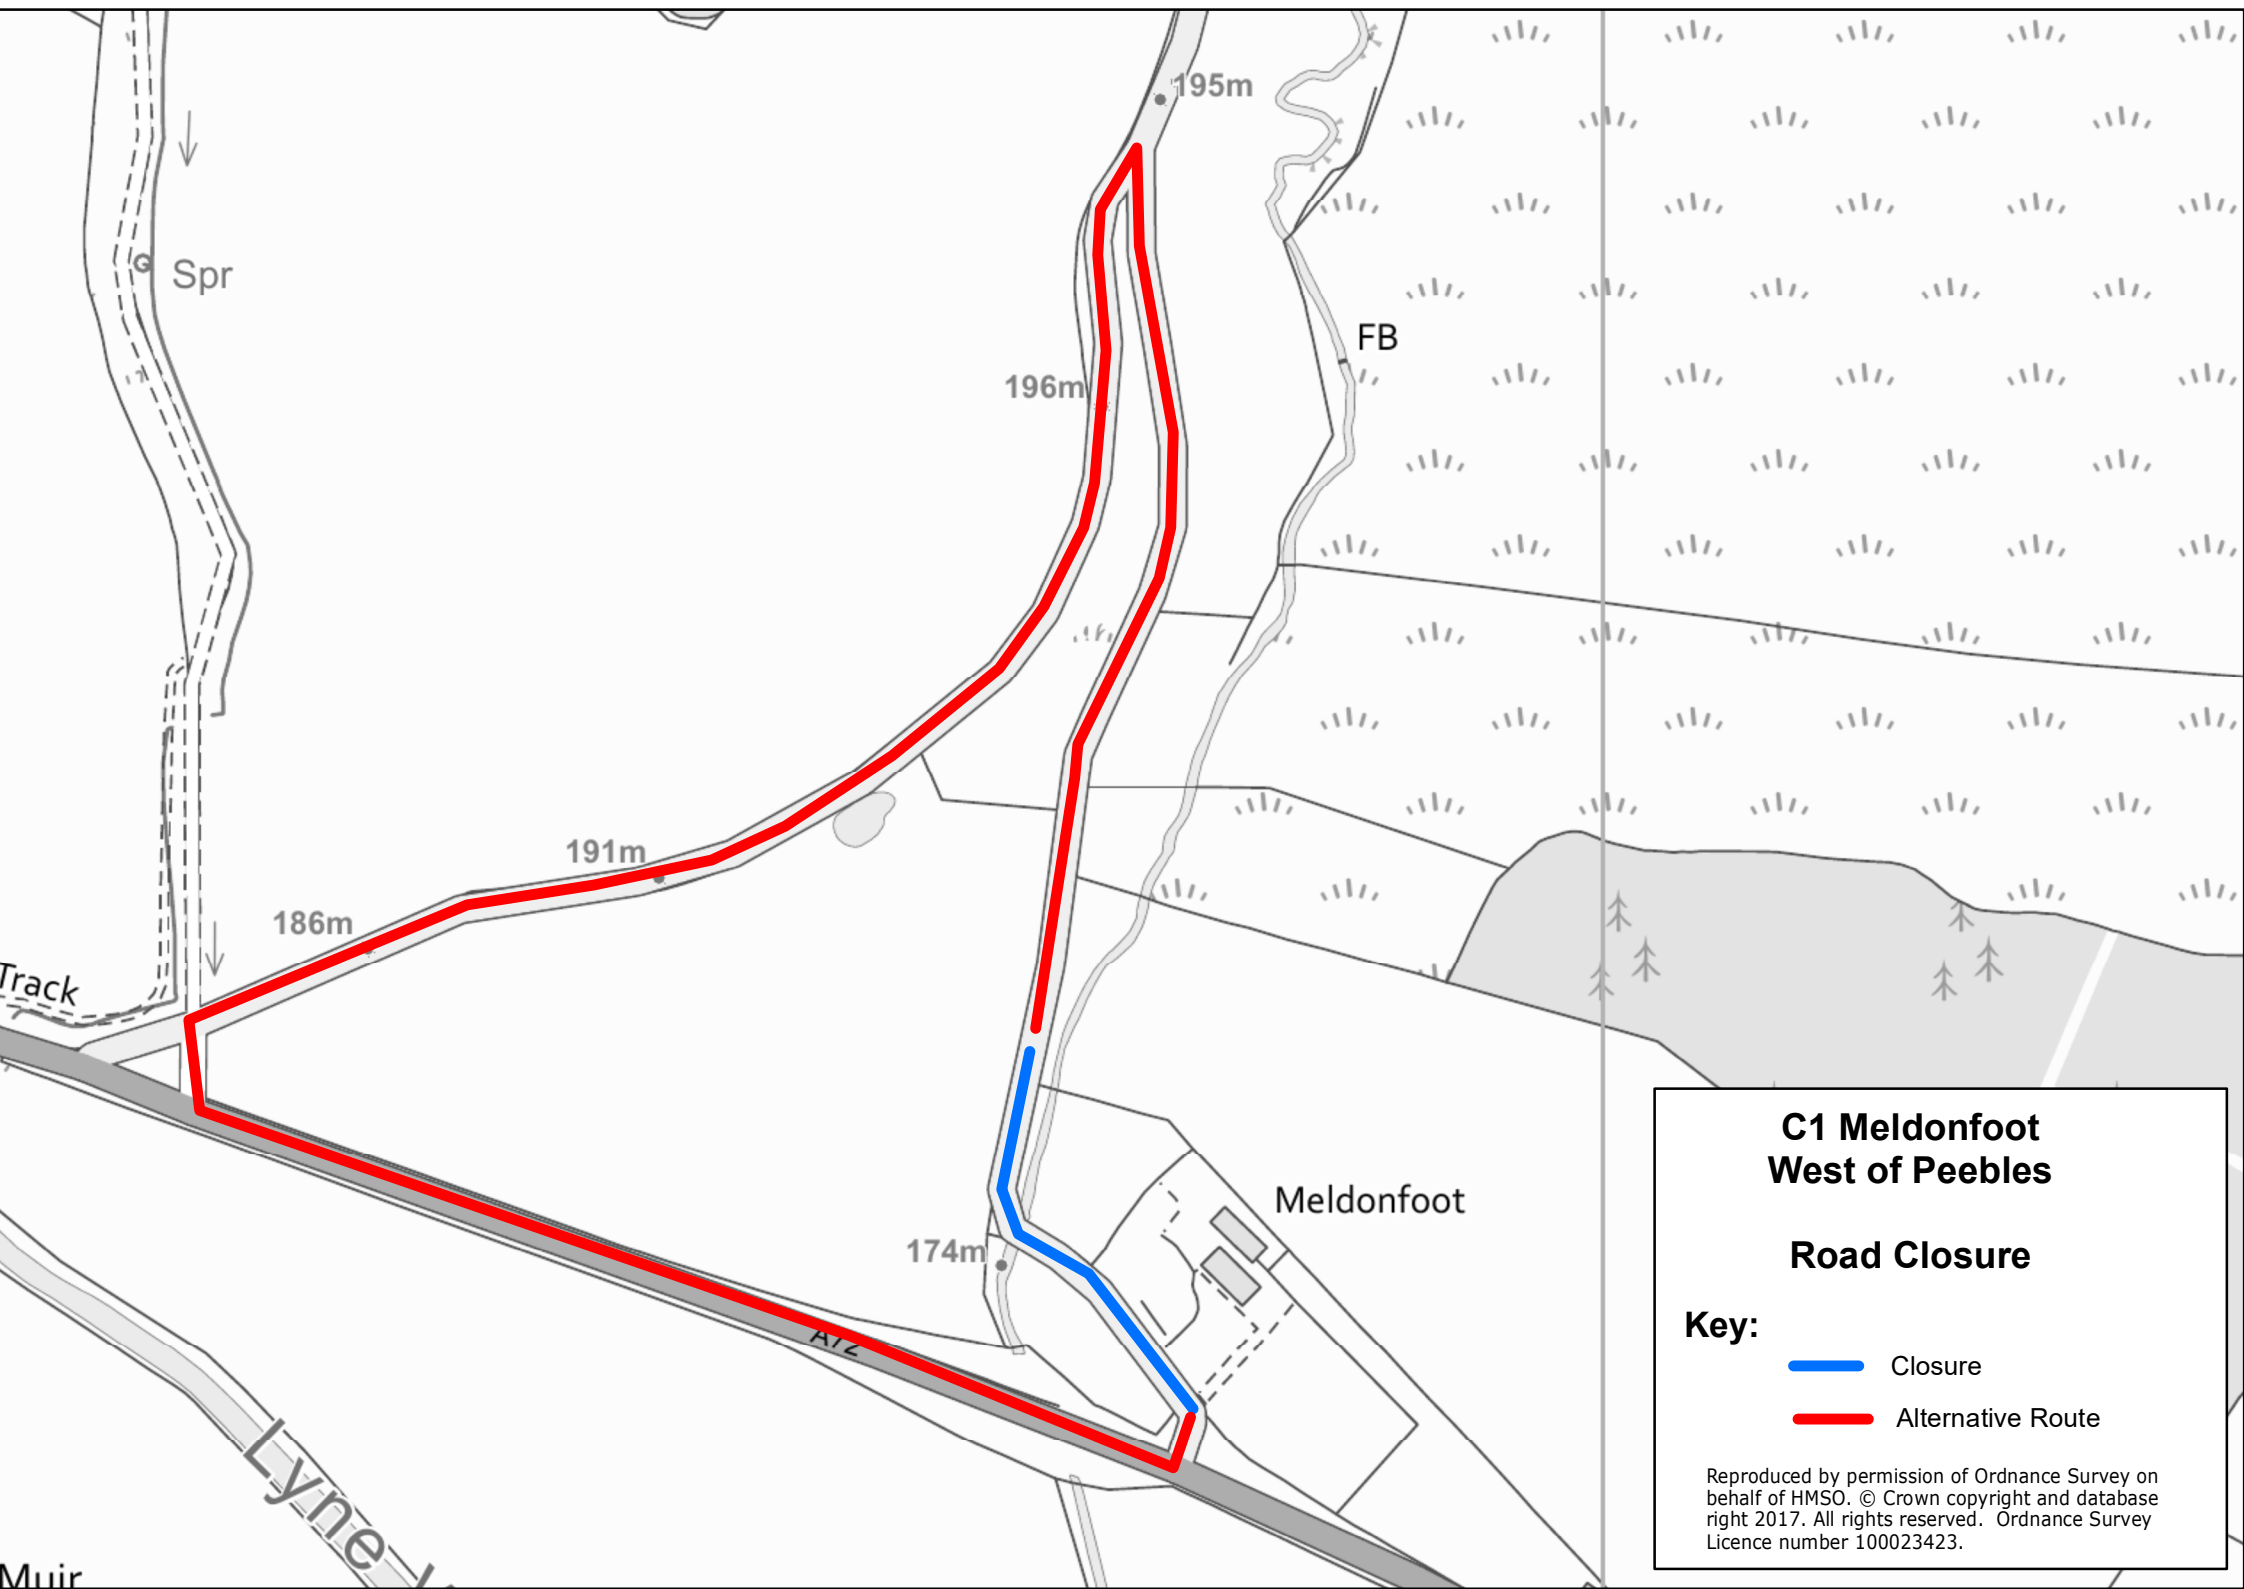 195m
Spr
FB
196m
191m
186m
Track
Meldonfoot
174m
A72
Lyne
Muir
C1 Meldonfoot
West of Peebles
Road Closure
Key:
Closure
Alternative Route
Reproduced by permission of Ordnance Survey on
behalf of HMSO. © Crown copyright and database
right 2017. All rights reserved. Ordnance Survey
Licence number 100023423.